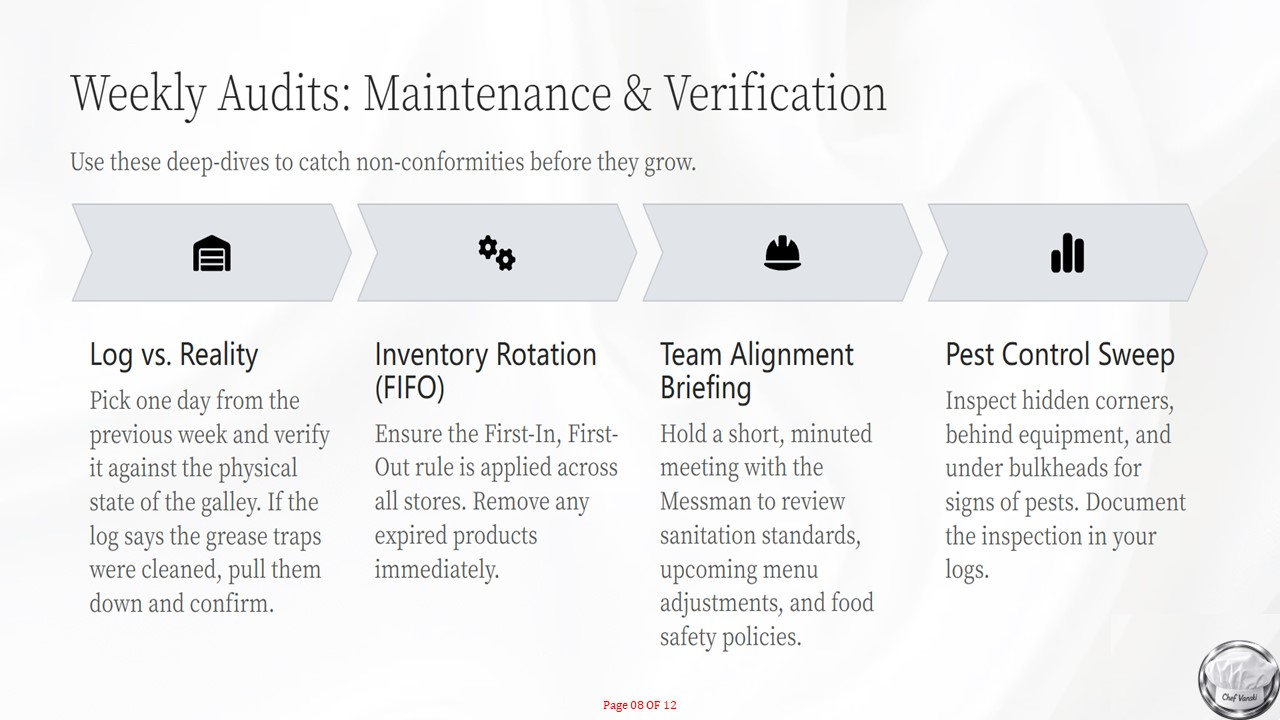 Weekly Audits: Maintenance & Verification
Use these deep-dives to catch non-conformities before they grow.
Log vs. Reality
Pick one day from the
previous week and verify
it against the physical
state of the galley. If the
log says the grease traps
were cleaned, pull them
down and confirm.
Inventory Rotation
(FIFO)
Ensure the First-In, First-
Out rule is applied across
all stores. Remove any
expired products
immediately.
Team Alignment
Briefing
Hold a short, minuted
meeting with the
Messman to review
sanitation standards,
upcoming menu
adjustments, and food
safety policies.
Pest Control Sweep
Inspect hidden corners,
behind equipment, and
under bulkheads for
signs of pests. Document
the inspection in your
logs.
Page 08 OF 12
Chef Vanski